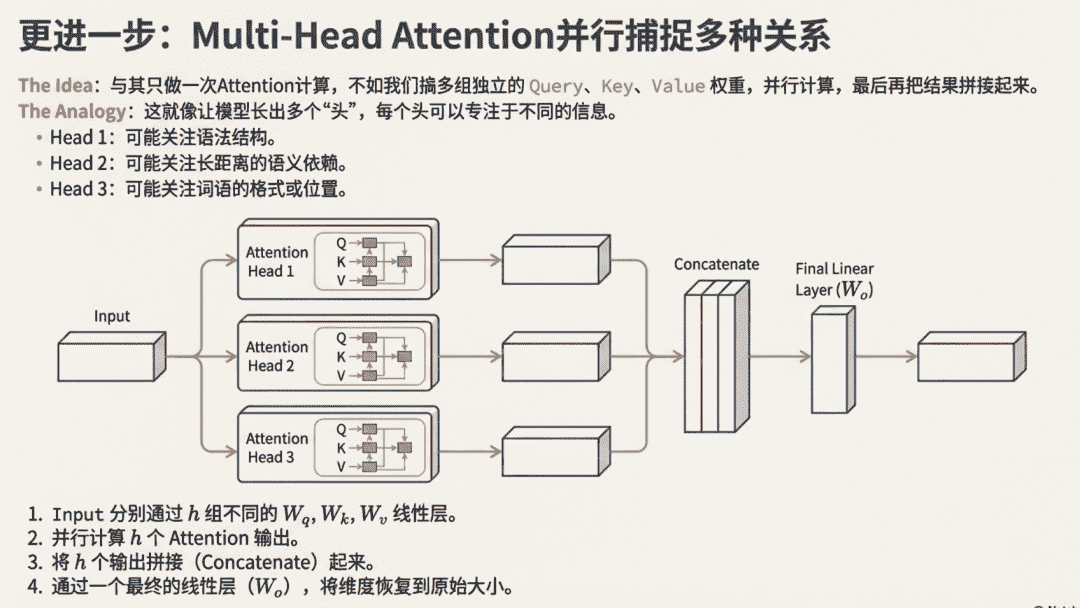 更进一步：Multi-Head Attention并行捕捉多种关系
The Idea：与其只做一次Attention计算，不如我们搞多组独立的 Query、Key、Value 权重，并行计算，最后再把结果拼接起来。
The Analogy：这就像让模型长出多个“头”，每个头可以专注于不同的信息。
• Head 1：可能关注语法结构。
• Head 2：可能关注长距离的语义依赖。
• Head 3：可能关注词语的格式或位置。
Input
Attention
Head 1
Q
K
V
Attention
Head 2
Q
K
V
Attention
Head 3
Q
K
V
Concatenate
Final Linear
Layer (Wₒ)
1. Input 分别通过 h 组不同的 W_q, W_k, W_v 线性层。
2. 并行计算 h 个 Attention 输出。
3. 将 h 个输出拼接（Concatenate）起来。
4. 通过一个最终的线性层（Wₒ），将维度恢复到原始大小。